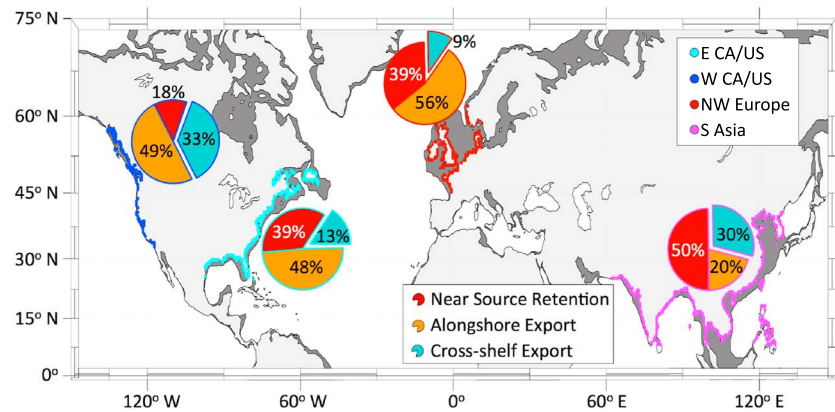 75° N
60° N
45° N
30° N
15° N
0°
120° W
60° W
0°
60° E
120° E
18%
33%
49%
39%
13%
48%
9%
39%
56%
50%
30%
20%
E CA/US
W CA/US
NW Europe
S Asia
Near Source Retention
Alongshore Export
Cross-shelf Export